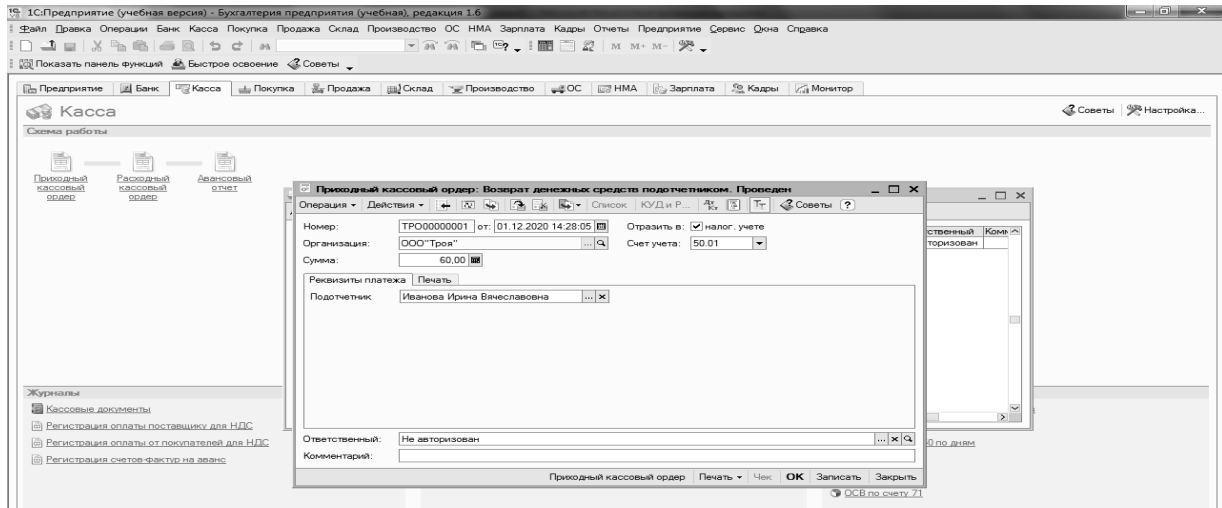 1С:Предприятие (учебная версия) - Бухгалтерия предприятия (учебная), редакция 1.6
Файл Правка Операции Банк Касса Покупка Продажа Склад Производство ОС НМА Зарплата Кадры Отчеты Предприятие Сервис Окна Справка
M M+ M-
Показать панель функций Быстрое освоение Советы
Предприятие Банк Касса Покупка Продажа Склад Производство ОС НМА Зарплата Кадры Монитор
Касса Советы Настройка...
Схема работы
Приходный кассовый ордер
Расходный кассовый ордер
Авансовый отчет
Приходный кассовый ордер: Возврат денежных средств подотчетником. Проведен
Операция Действия Список КУДиР... Советы ?
Номер: ТРО00000001 от: 01.12.2020 14:28:05 Отразить в: налог. учете
Организация: ООО"Троя" ... Счет учета: 50.01
Сумма: 60,00
Реквизиты платежа Печать
Подотчетник Иванова Ирина Вячеславовна ...
Ответственный: Не авторизован ...
Комментарий:
Приходный кассовый ордер Печать Чек OK Записать Закрыть
ственный Комм
торизован
Журналы
Кассовые документы
Регистрация оплаты поставщику для НДС
Регистрация оплаты от покупателей для НДС
Регистрация счетов-фактур на аванс
0 по дням
ОСВ по счету 71